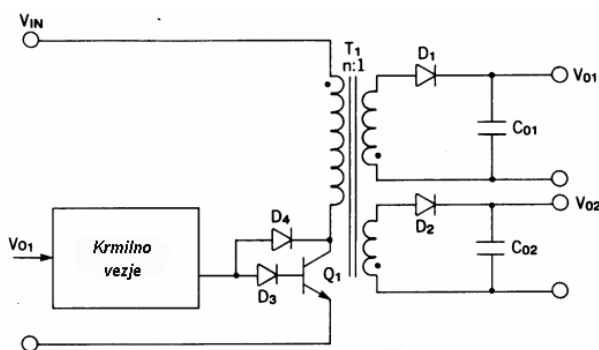 V_IN
T₁
n:1
D₁
V₀₁
C₀₁
V₀₂
D₂
C₀₂
D₄
V₀₁
Krmilno
vezje
D₃
Q₁